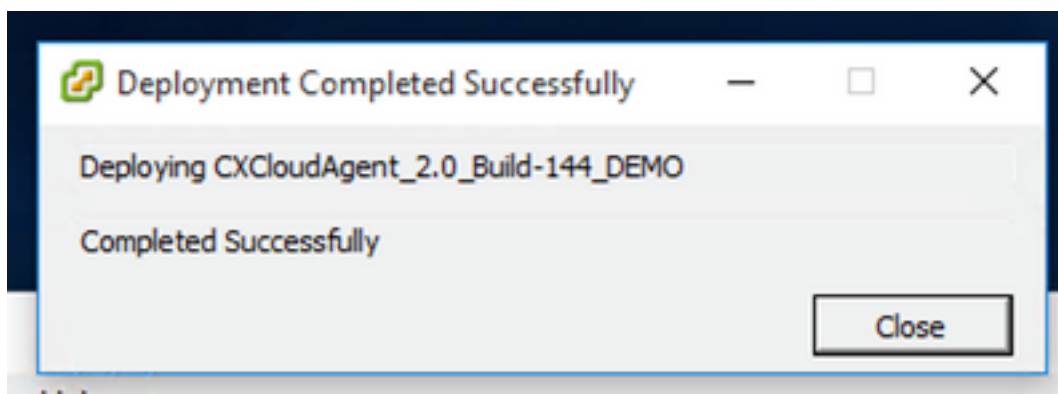 Deployment Completed Successfully
Deploying CXCloudAgent_2.0_Build-144_DEMO
Completed Successfully
Close